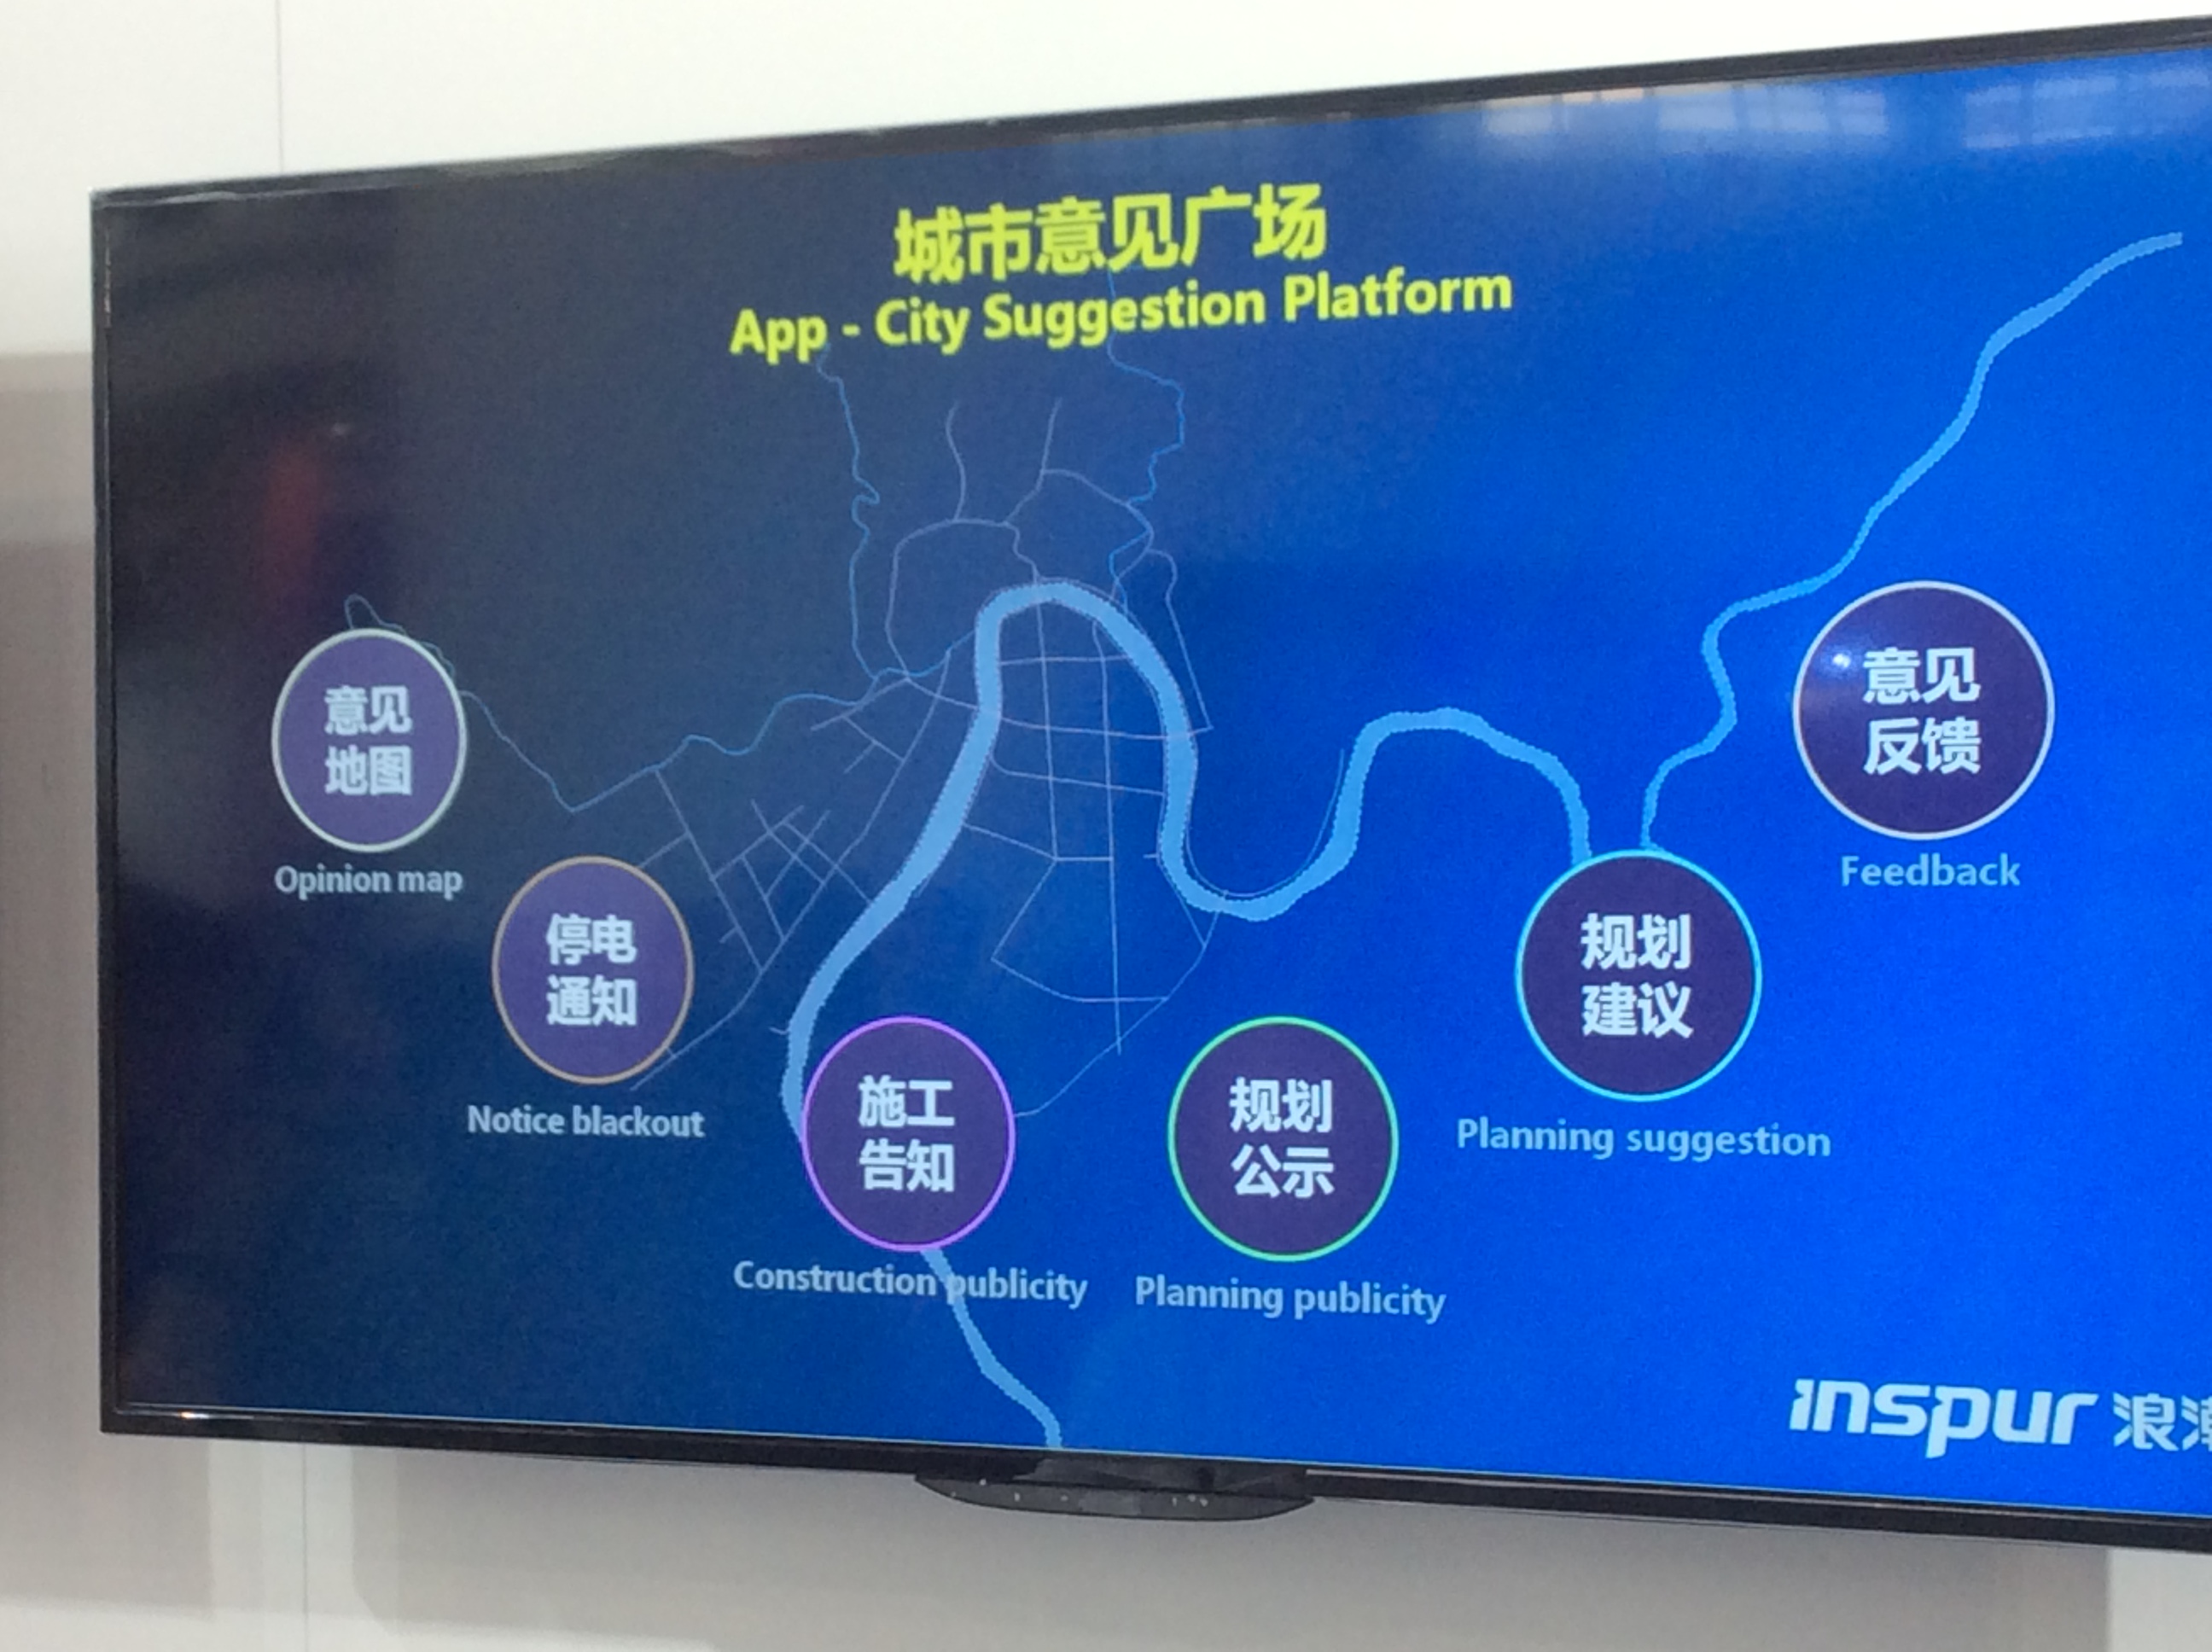 城市意见广场
App - City Suggestion Platform
意见
地图
Opinion map
停电
通知
Notice blackout
施工
告知
Construction publicity
规划
公示
Planning publicity
规划
建议
Planning suggestion
意见
反馈
Feedback
inspur 浪潮